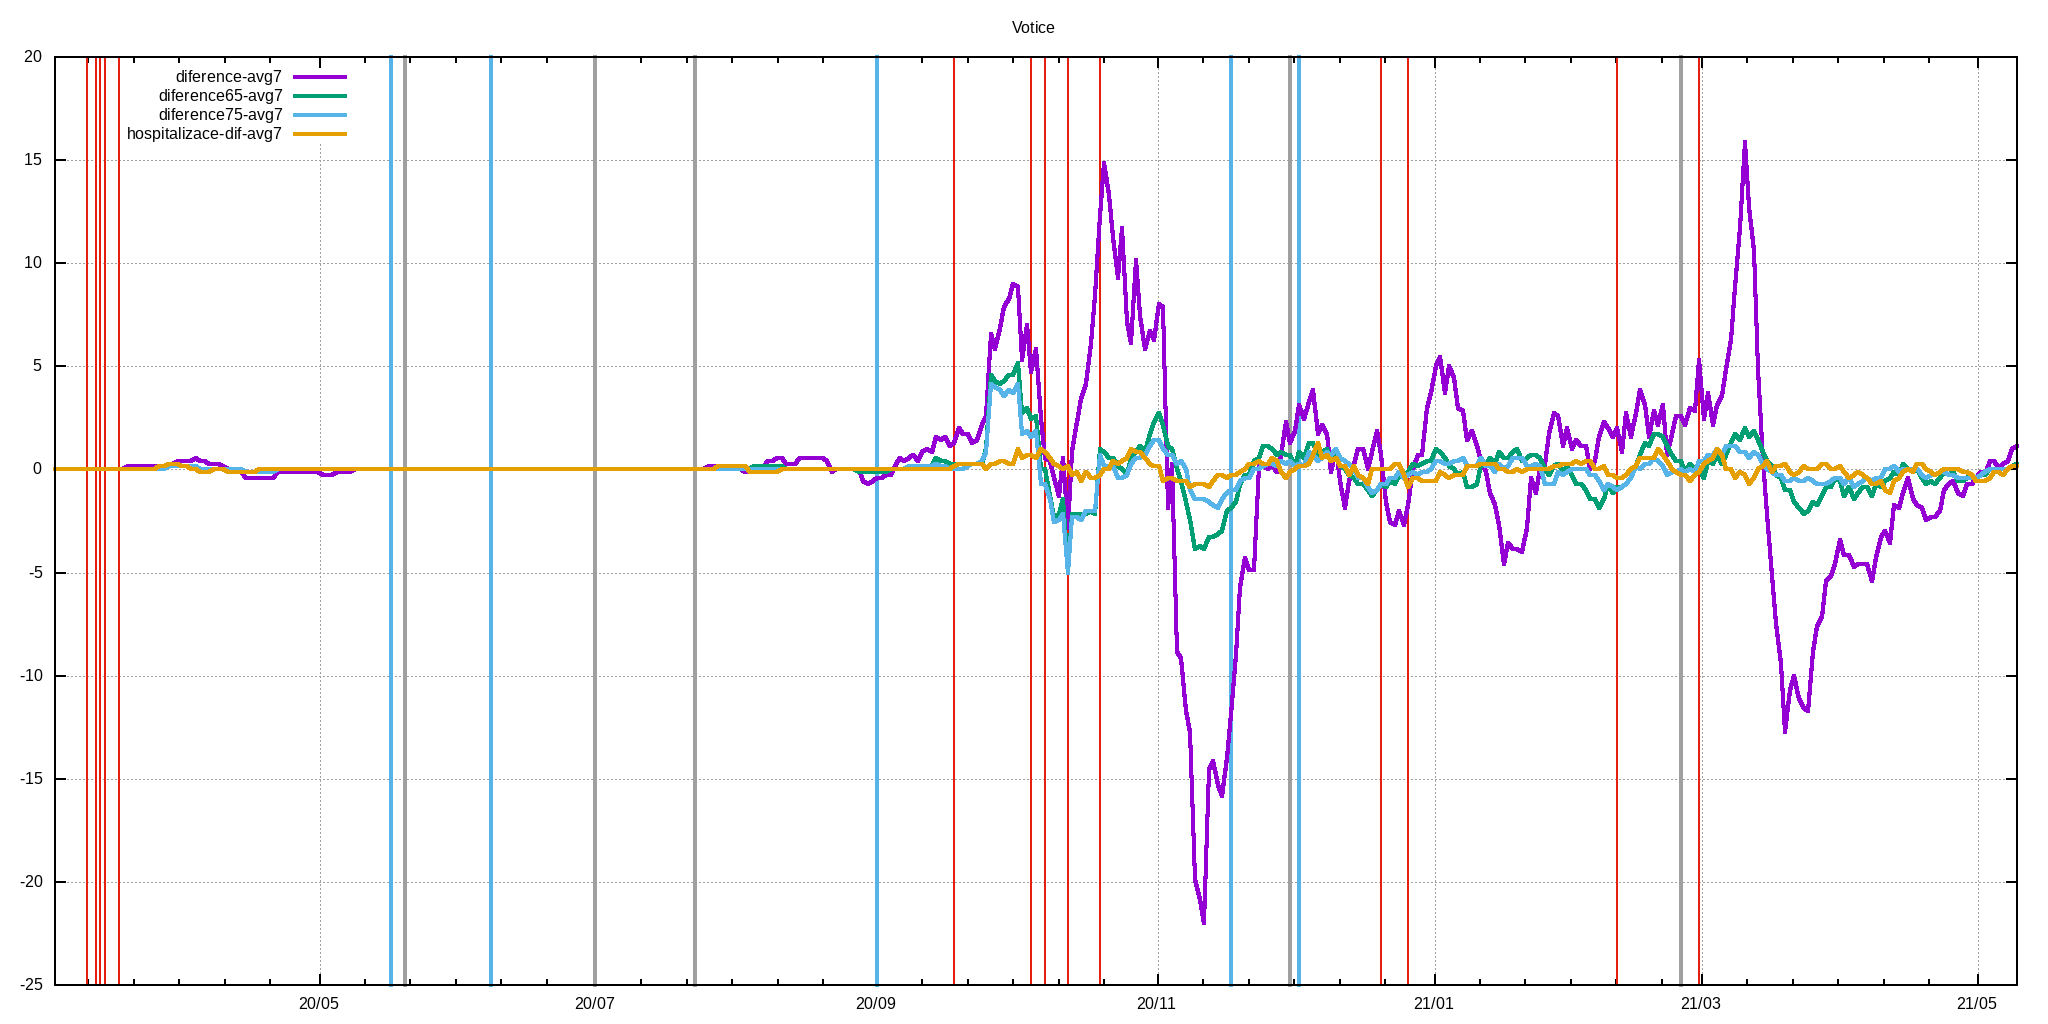 Votice
diference-avg7
diference65-avg7
diference75-avg7
hospitalizace-dif-avg7
20
15
10
5
0
-5
-10
-15
-20
-25
20/05 20/07 20/09 20/11 21/01 21/03 21/05